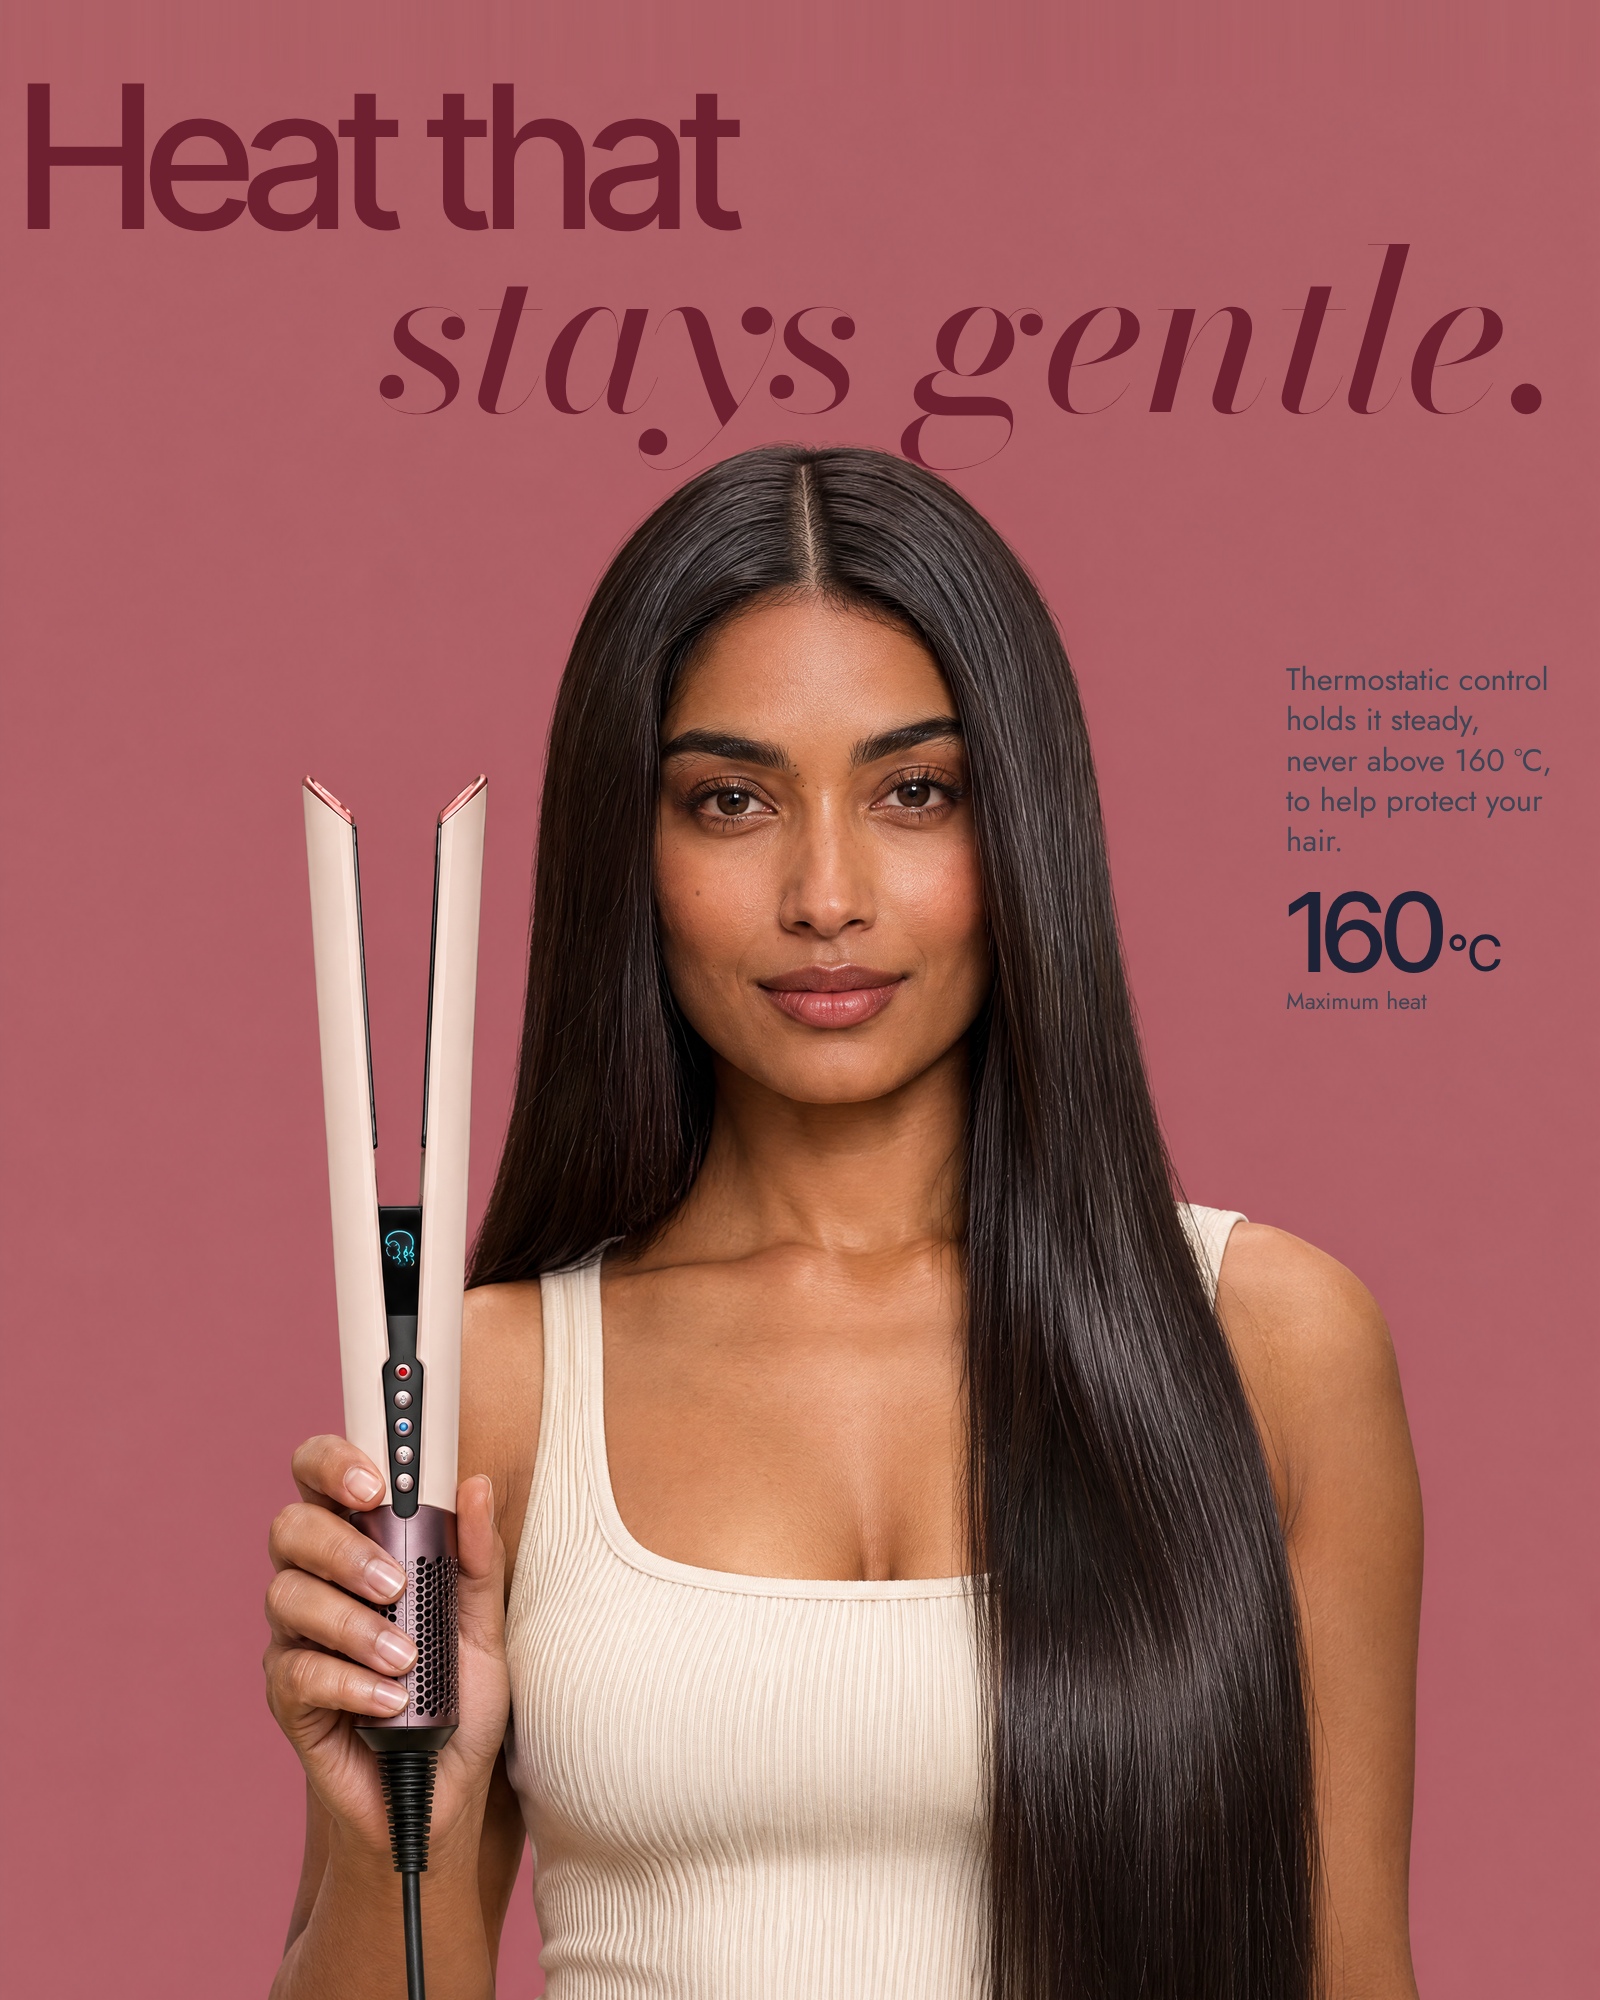 Heat that
stays gentle.
Thermostatic control
holds it steady,
never above 160 °C,
to help protect your
hair.
160°C
Maximum heat